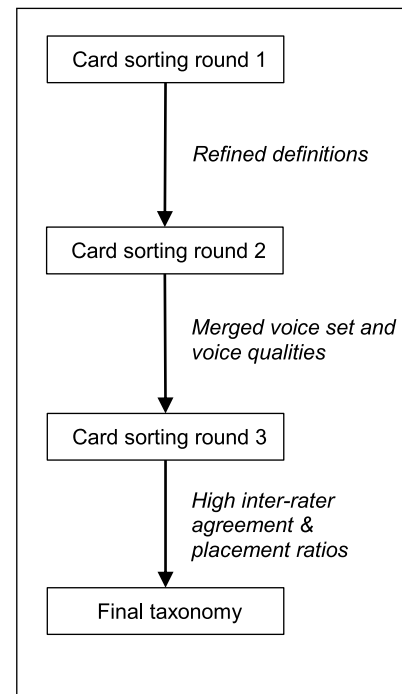 Card sorting round 1
Refined definitions
Card sorting round 2
Merged voice set and
voice qualities
Card sorting round 3
High inter-rater
agreement &
placement ratios
Final taxonomy